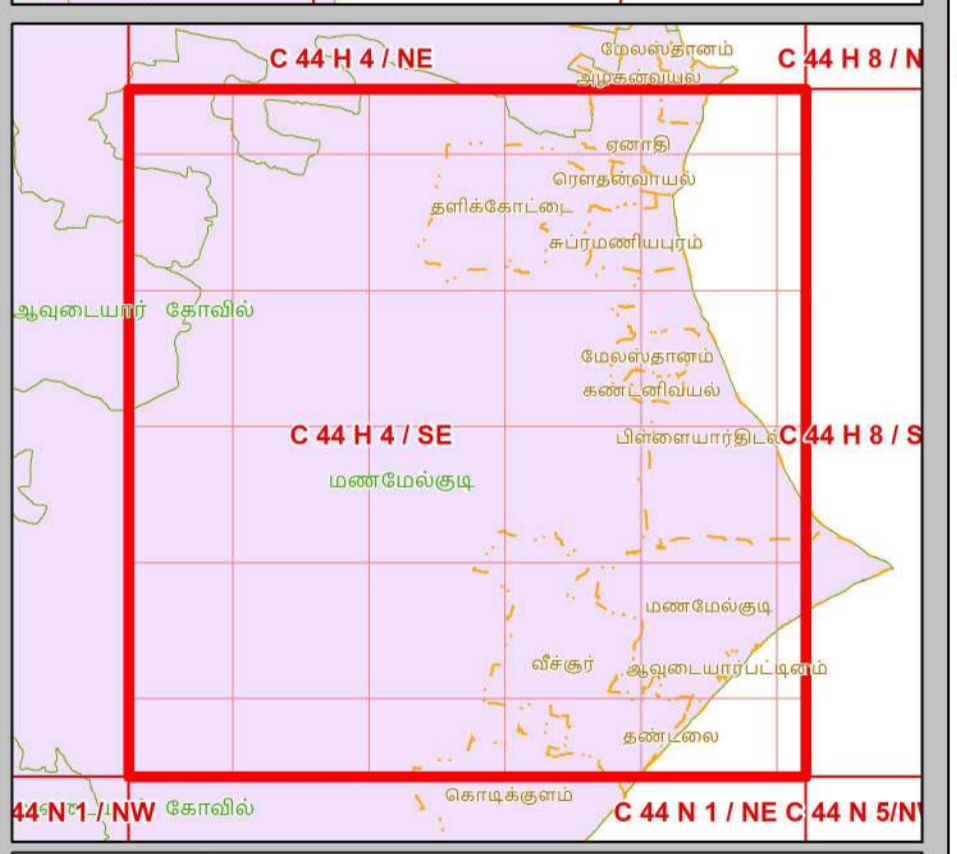 மேலஸ்தானம்
C 44 H 4 / NE
C 44 H 8 / N
அழகன்வயல்
ஏனாதி
ரௌதன்வாயல்
தளிக்கோட்டை
சுப்ரமணியபுரம்
ஆவுடையார் கோவில்
மேலஸ்தானம்
கண்ட்னிவயல்
C 44 H 4 / SE
பிள்ளையார்திடல்
C 44 H 8 / S
மணமேல்குடி
மணமேல்குடி
வீச்சூர்
ஆவுடையார்பட்டினம்
தண்டலை
கொடிக்குளம்
44 N 1 / NW
கோவில்
C 44 N 1 / NE
C 44 N 5/N